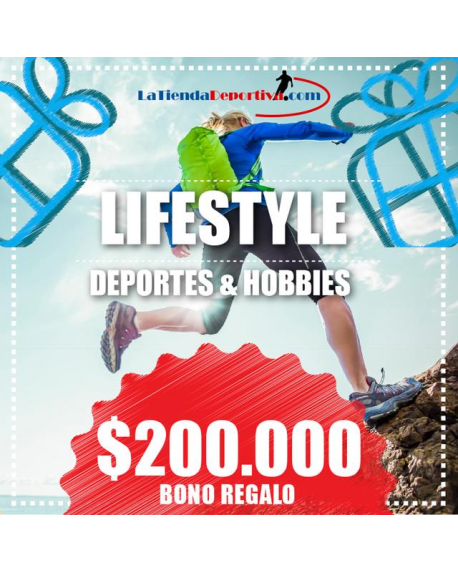 LaTiendaDeportiva.com
LIFESTYLE
DEPORTES & HOBBIES
$200.000
BONO REGALO